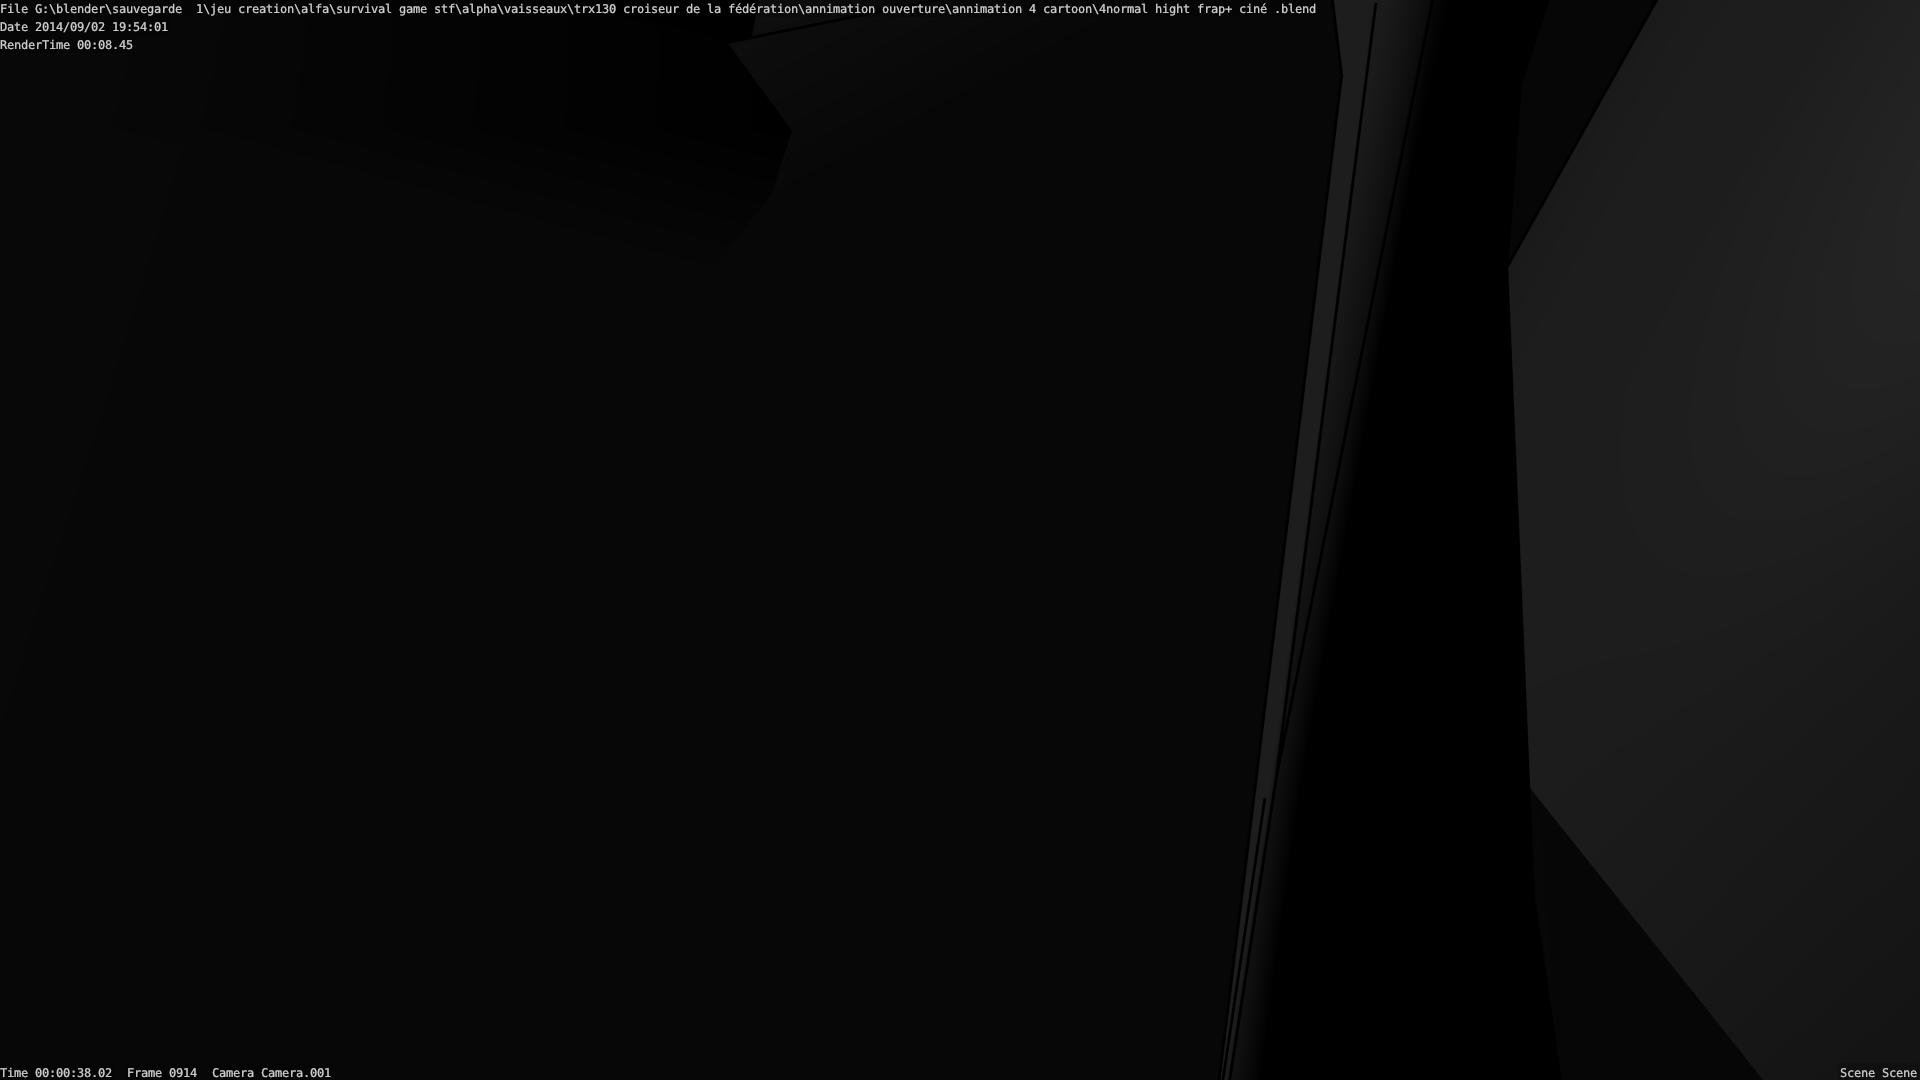 File G:\blender\sauvegarde  1\jeu creation\alfa\survival game stf\alpha\vaisseaux\trx130 croiseur de la fédération\annimation ouverture\annimation 4 cartoon\4normal hight frap+ ciné .blend
Date 2014/09/02 19:54:01
RenderTime 00:08.45
Time 00:00:38.02  Frame 0914  Camera Camera.001
Scene Scene